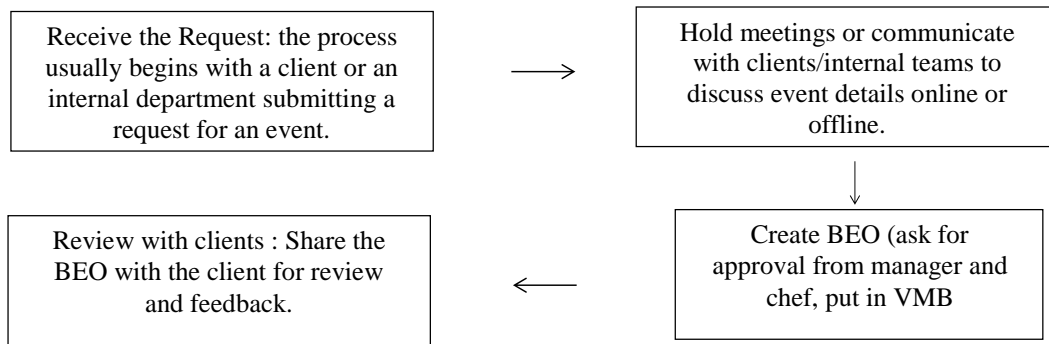 Receive the Request: the process
usually begins with a client or an
internal department submitting a
request for an event.
Hold meetings or communicate
with clients/internal teams to
discuss event details online or
offline.
Create BEO (ask for
approval from manager and
chef, put in VMB
Review with clients : Share the
BEO with the client for review
and feedback.